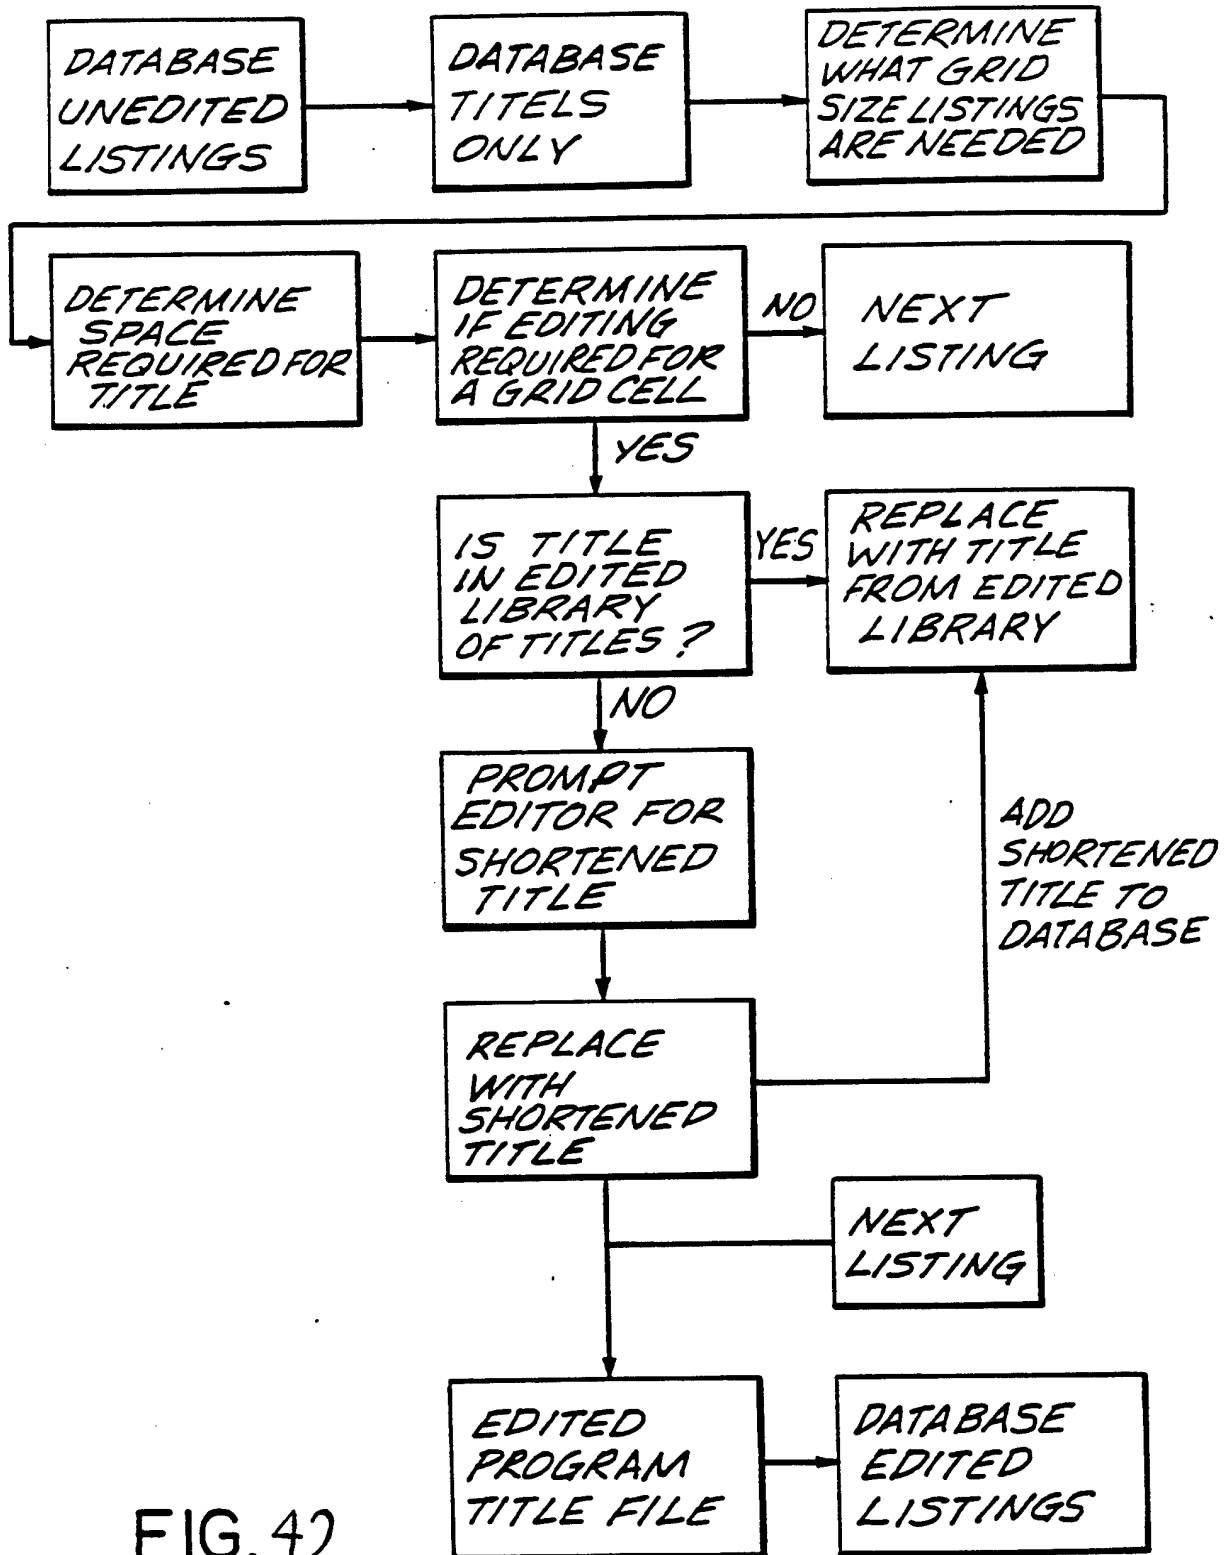 DATABASE
UNEDITED
LISTINGS
DATABASE
TITELS
ONLY
DETERMINE
WHAT GRID
SIZE LISTINGS
ARE NEEDED
DETERMINE
SPACE
REQUIRED FOR
TITLE
DETERMINE
IF EDITING
REQUIRED FOR
A GRID CELL
NO
NEXT
LISTING
YES
IS TITLE
IN EDITED
LIBRARY
OF TITLES?
YES
REPLACE
WITH TITLE
FROM EDITED
LIBRARY
NO
PROMPT
EDITOR FOR
SHORTENED
TITLE
ADD
SHORTENED
TITLE TO
DATABASE
REPLACE
WITH
SHORTENED
TITLE
NEXT
LISTING
EDITED
PROGRAM
TITLE FILE
DATABASE
EDITED
LISTINGS
FIG. 42